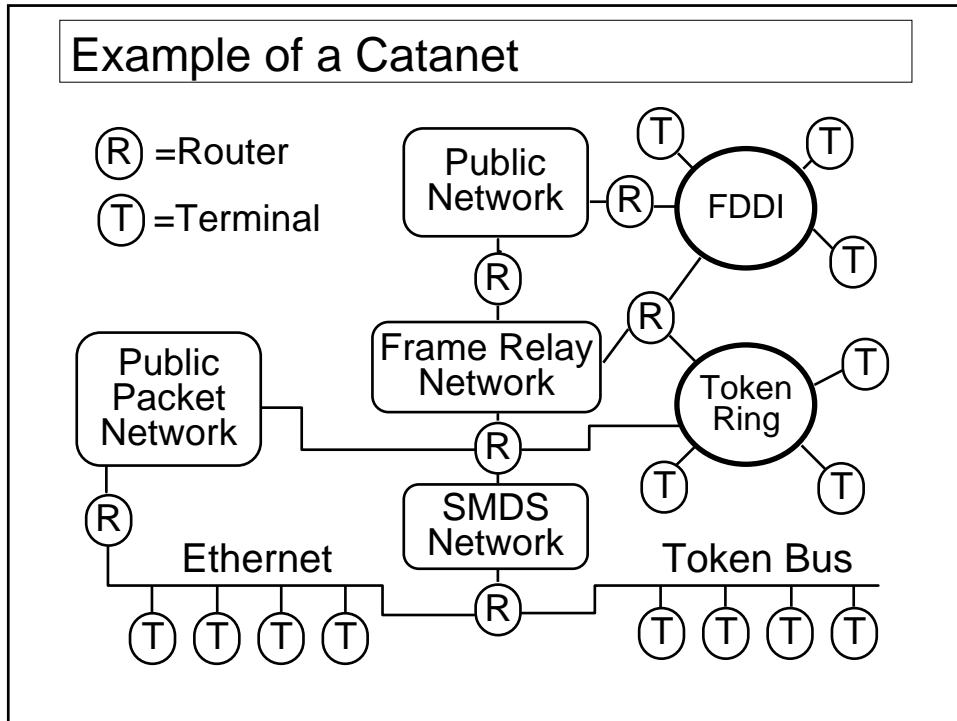 Example of a Catanet
R =Router
T =Terminal
Public
Network
R
FDDI
T
T
T
R
R
Frame Relay
Network
Public
Packet
Network
Token
Ring
T
T
T
R
R
SMDS
Network
Ethernet
Token Bus
R
T T T T
T T T T